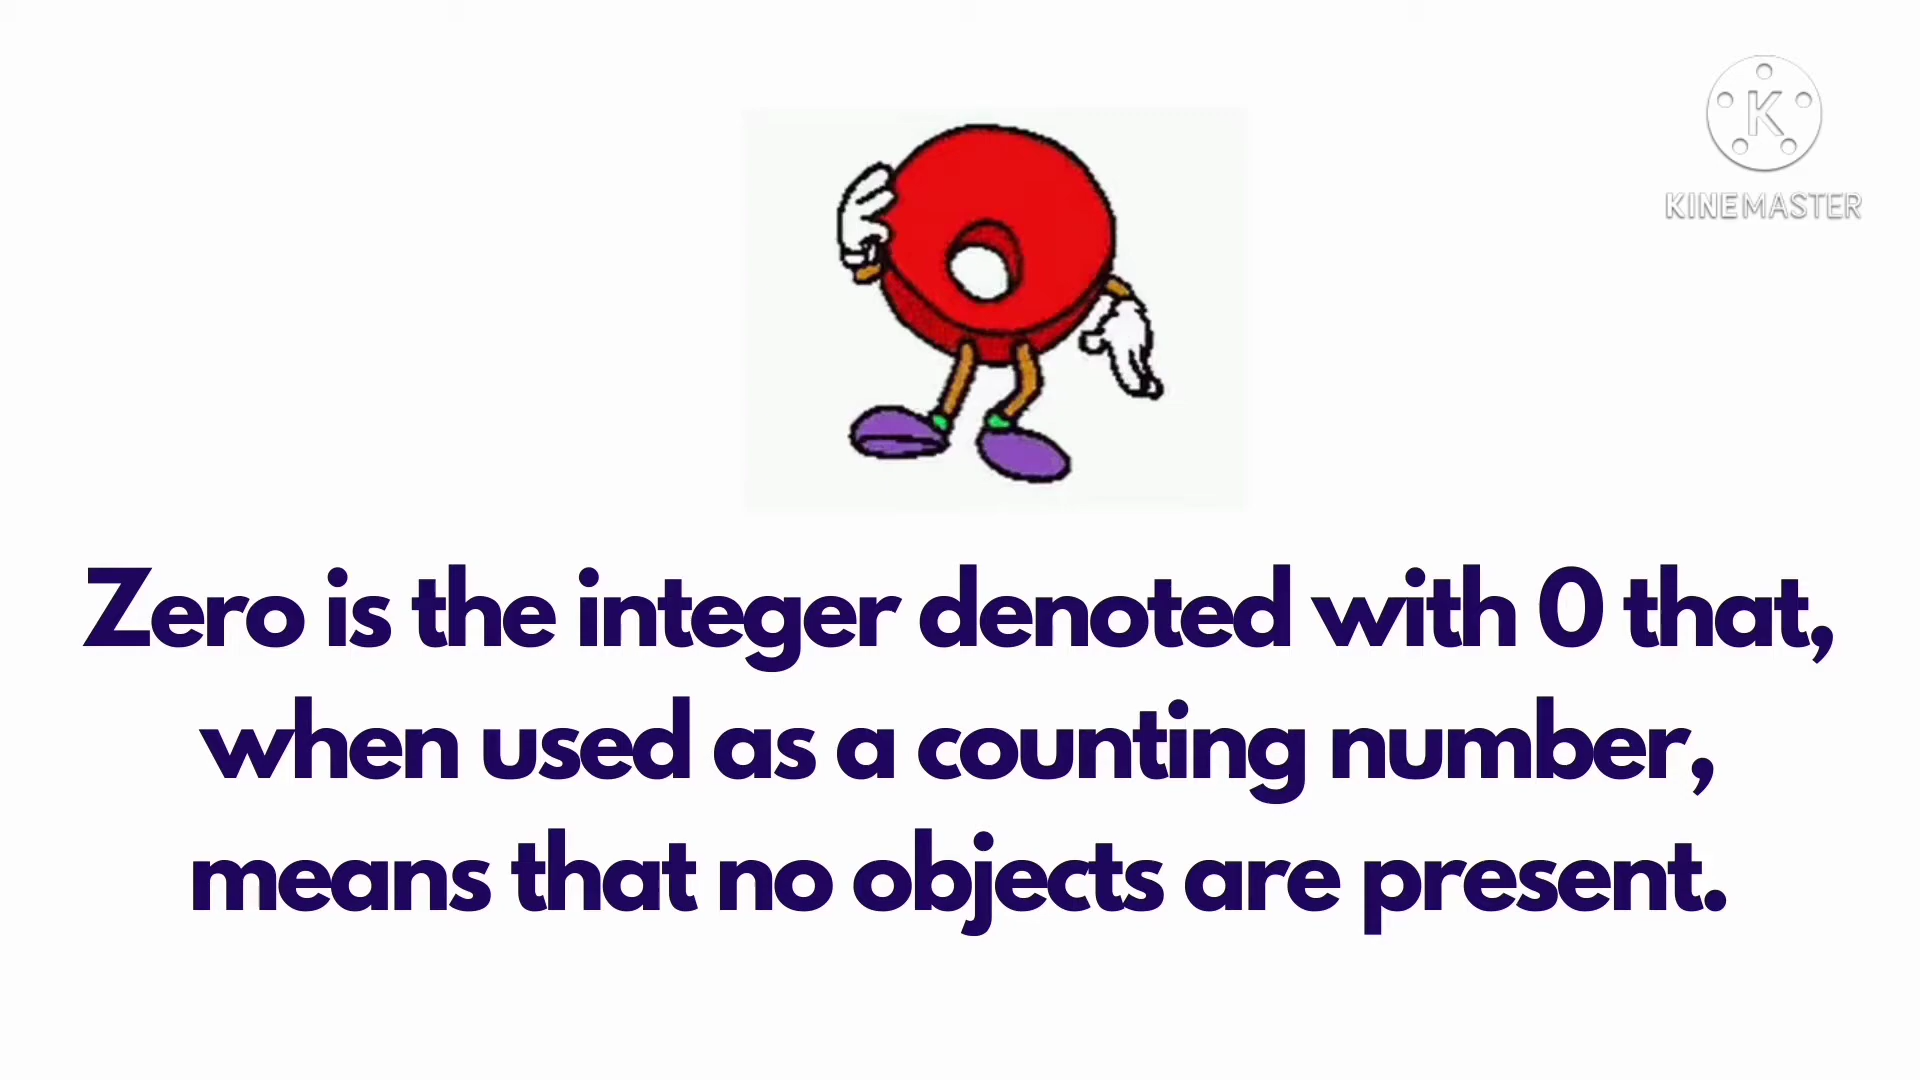 K
KINEMASTER
Zero is the integer denoted with 0 that,
when used as a counting number,
means that no objects are present.